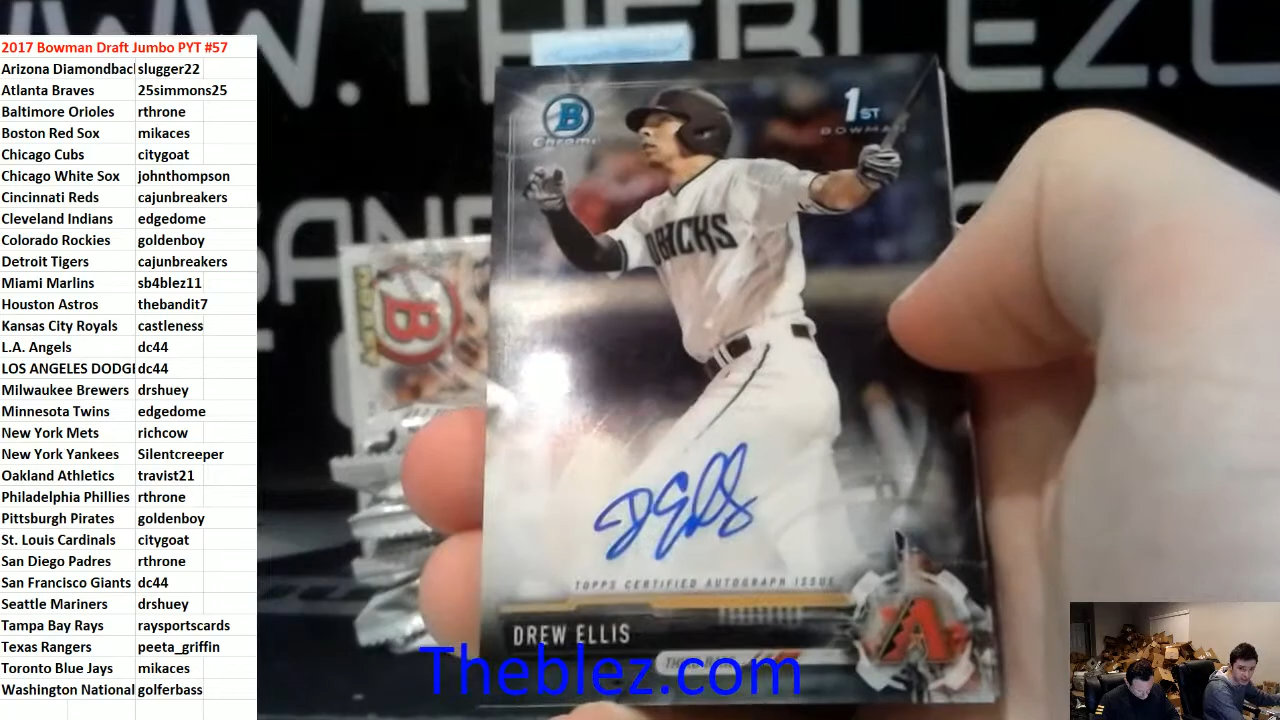 2017 Bowman Draft Jumbo PYT #57
Arizona Diamondbac slugger22
Atlanta Braves 25simmons25
Baltimore Orioles rthrone
Boston Red Sox mikaces
Chicago Cubs citygoat
Chicago White Sox johnthompson
Cincinnati Reds cajunbreakers
Cleveland Indians edgedome
Colorado Rockies goldenboy
Detroit Tigers cajunbreakers
Miami Marlins sb4blez11
Houston Astros thebandit7
Kansas City Royals castleness
L.A. Angels dc44
LOS ANGELES DODG dc44
Milwaukee Brewers drshuey
Minnesota Twins edgedome
New York Mets richcow
New York Yankees Silentcreeper
Oakland Athletics travist21
Philadelphia Phillies rthrone
Pittsburgh Pirates goldenboy
St. Louis Cardinals citygoat
San Diego Padres rthrone
San Francisco Giants dc44
Seattle Mariners drshuey
Tampa Bay Rays raysportscards
Texas Rangers peeta_griffin
Toronto Blue Jays mikaces
Washington National golferbass
WWW.THEBLEZ.C
B
Chrome
1ST
BOWMAN
DBACKS
D Ellis
TOPPS CERTIFIED AUTOGRAPH ISSUE
DREW ELLIS
Theblez.com